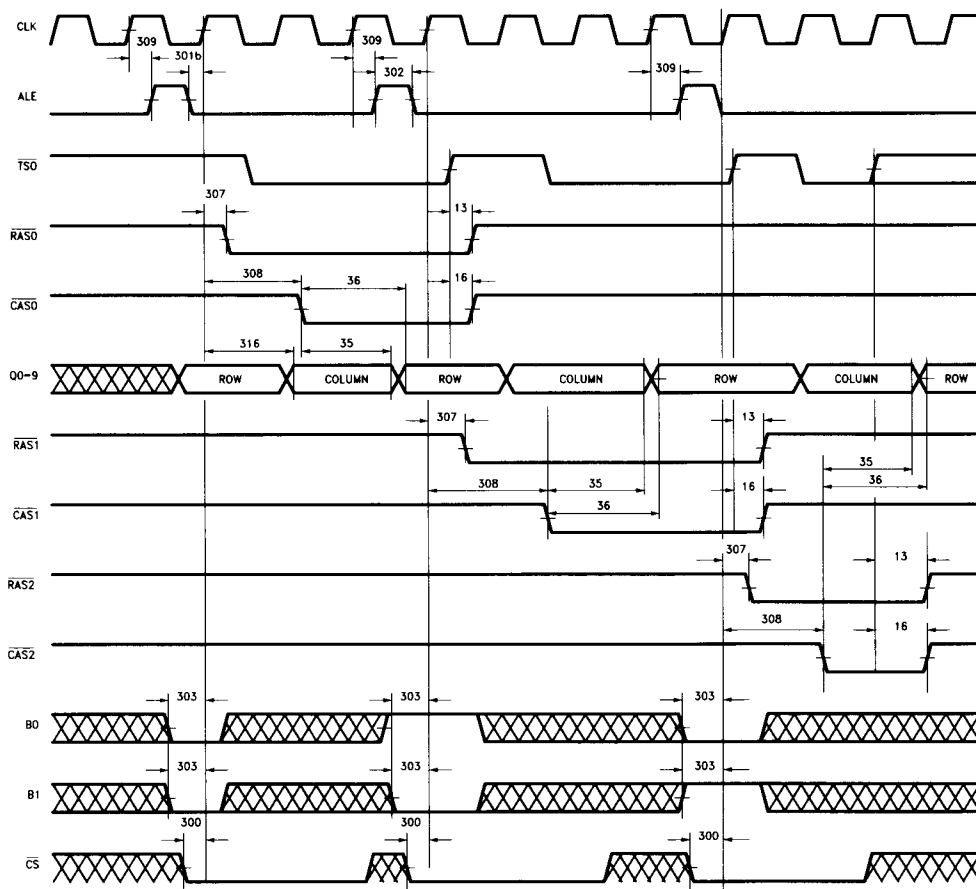 CLK
309
301b
309
302
309
ALE
TS0
307
13
RAS0
308
36
16
CAS0
316
35
Q0-9
ROW
COLUMN
ROW
COLUMN
ROW
COLUMN
ROW
307
13
RAS1
35
308
35
36
36
16
CAS1
307
13
RAS2
308
16
CAS2
303
303
303
B0
303
303
303
B1
300
300
300
CS